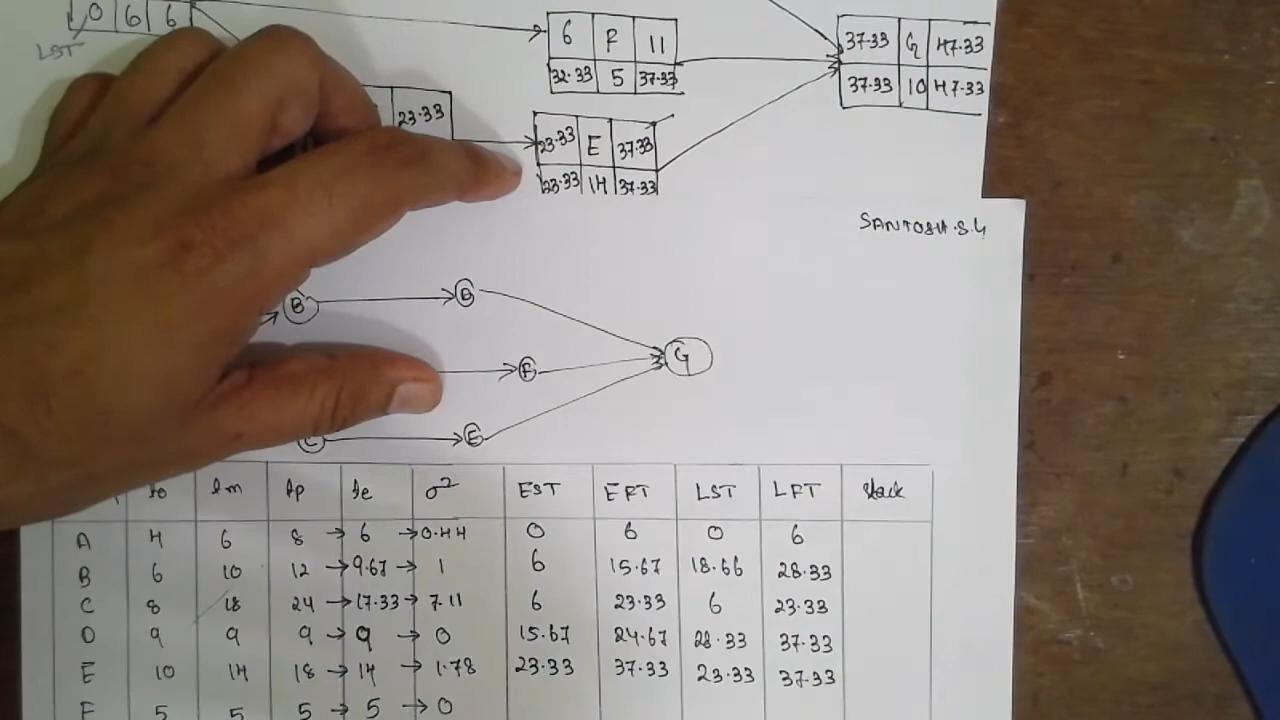 0 6 6
LST
6 F 11
32.33 5 37.33
37.33 G 47.33
37.33 10 47.33
23.33
23.33 E 37.33
23.33 14 37.33
SANTOSH.S.G
B B
F G
E
to tm tp te σ² EST EFT LST LFT slack
A 4 6 8 → 6 → 0.44 0 6 0 6
B 6 10 12 → 9.67 → 1 6 15.67 18.66 28.33
C 8 18 24 → 17.33 → 7.11 6 23.33 6 23.33
D 9 9 9 → 9 → 0 15.67 24.67 28.33 37.33
E 10 14 18 → 14 → 1.78 23.33 37.33 23.33 37.33
F 5 5 5 → 5 → 0